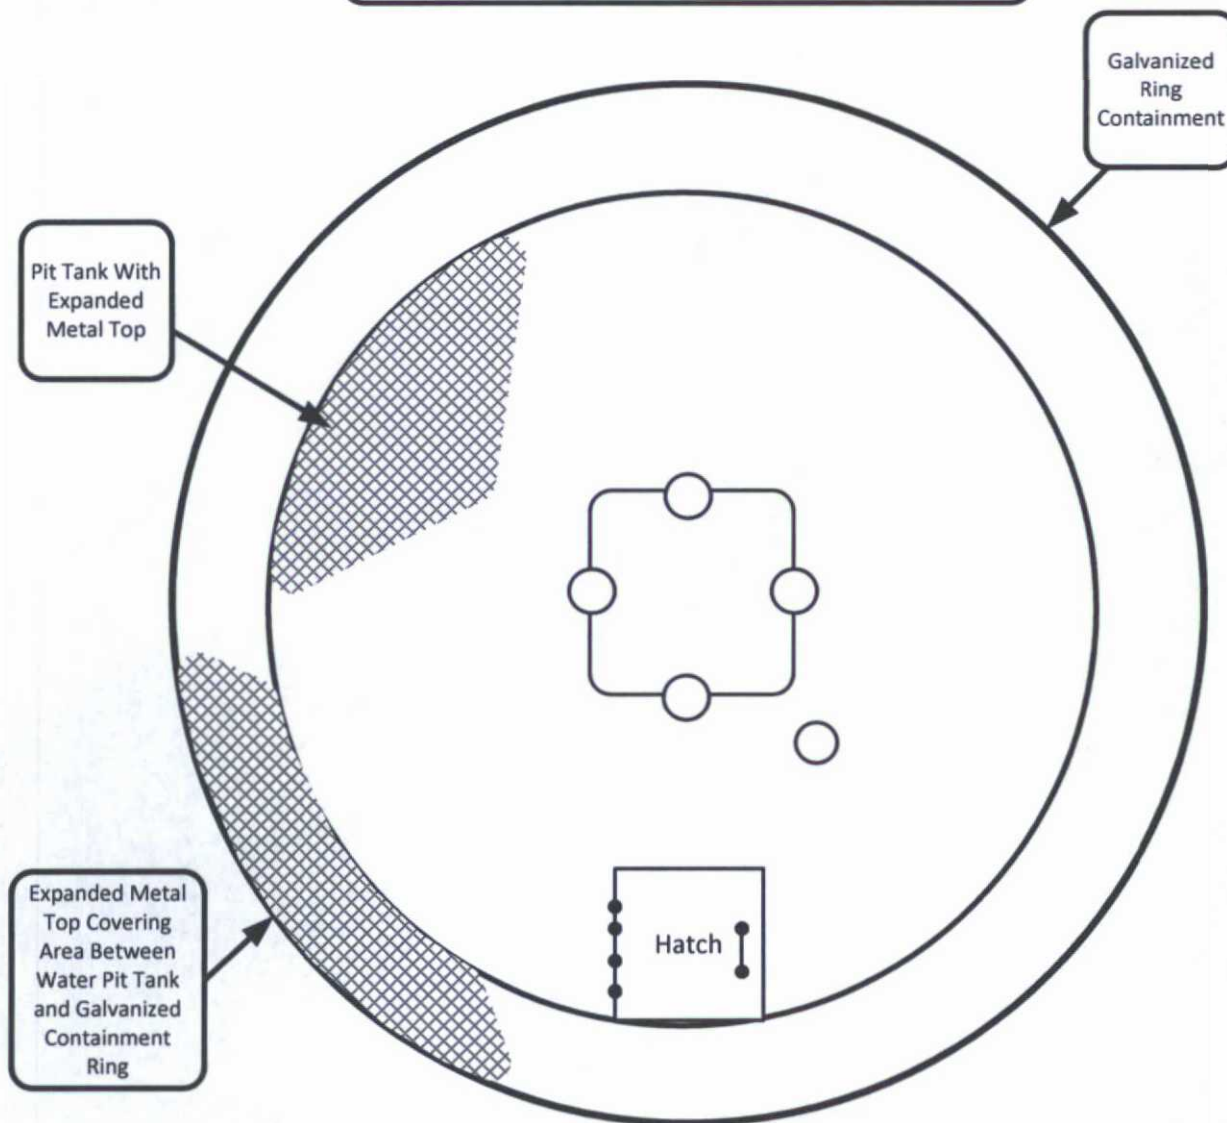 Galvanized
Ring
Containment
Pit Tank With
Expanded
Metal Top
Expanded Metal
Top Covering
Area Between
Water Pit Tank
and Galvanized
Containment
Ring
Hatch